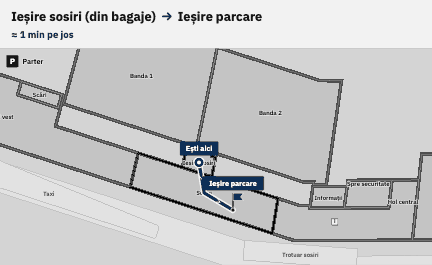 Ieșire sosiri (din bagaje) → Ieșire parcare
≈ 1 min pe jos
P Parter
Banda 1
Scări
Banda 2
vest
Ești aici
Ieșire parcare
Spre securitate
Taxi
Informații
Hol central
i
Trotuar sosiri